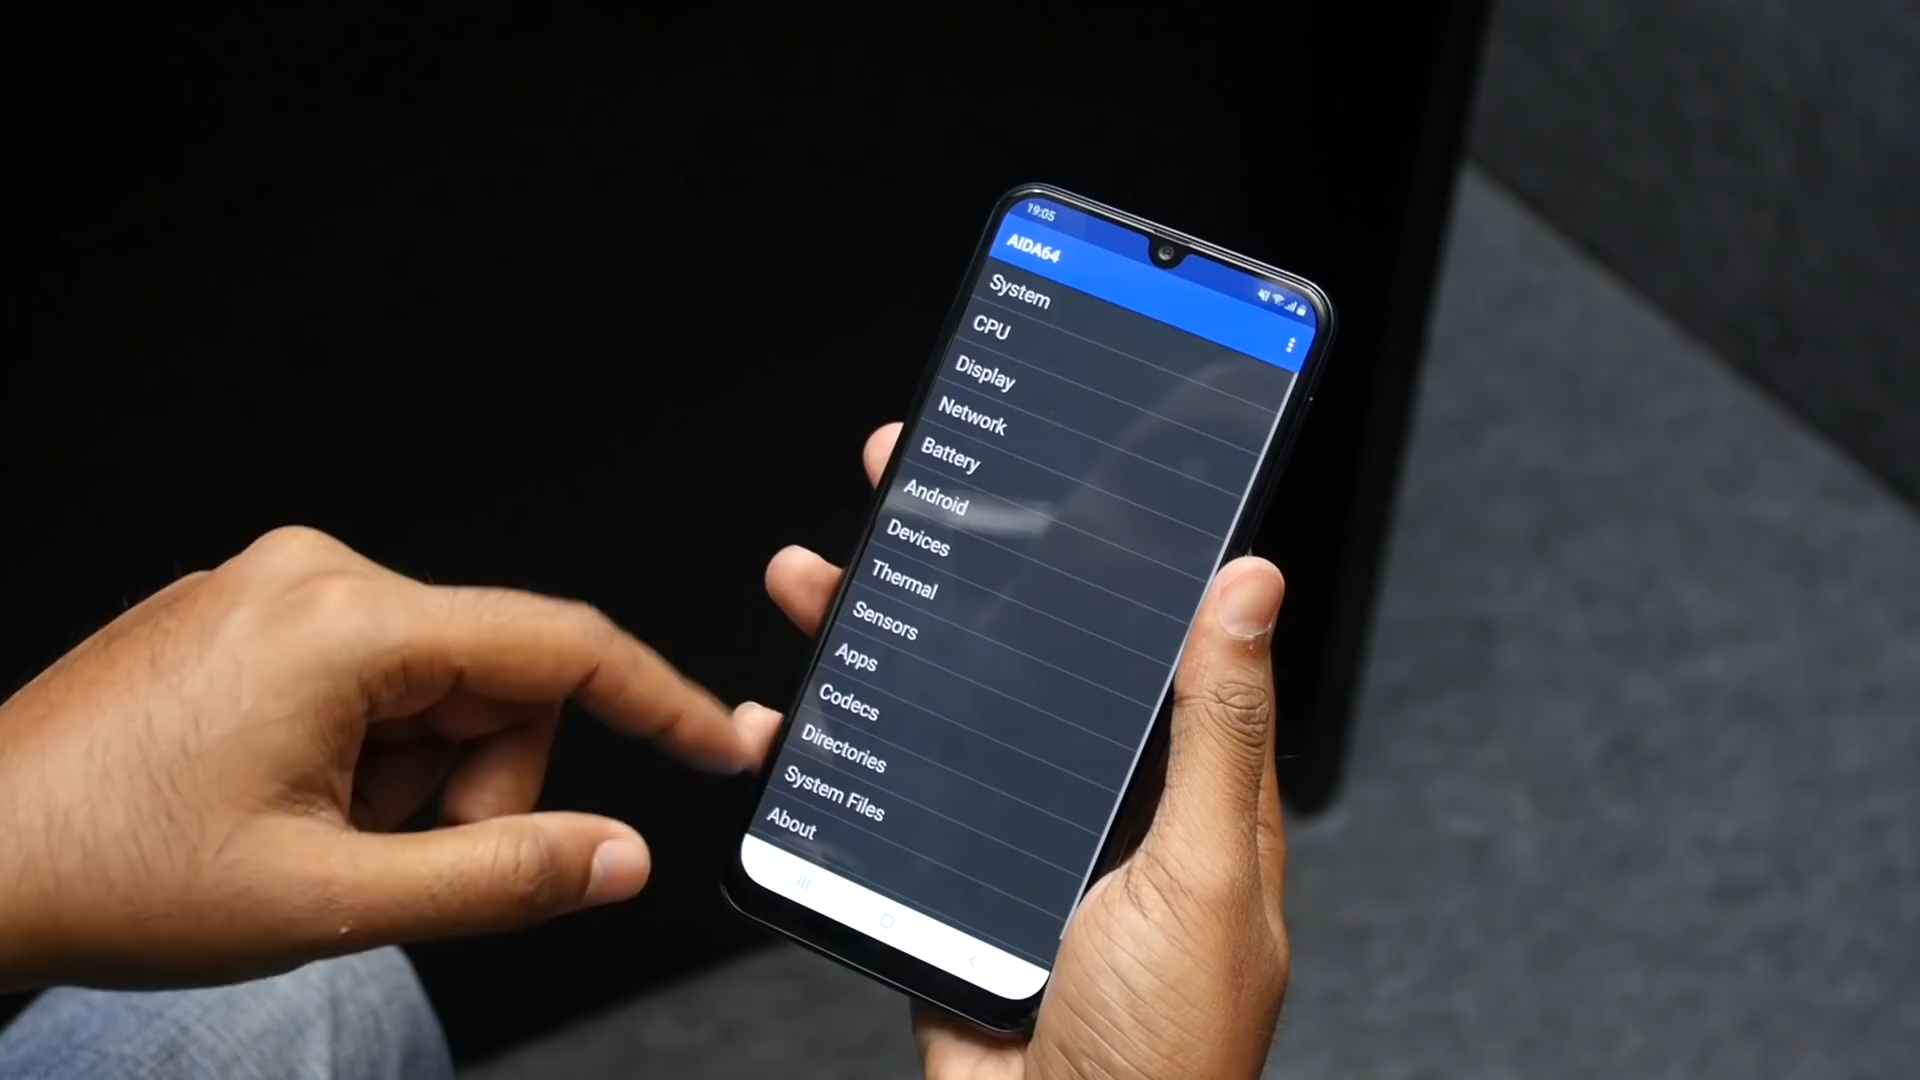 19:05
AIDA64
System
CPU
Display
Network
Battery
Android
Devices
Thermal
Sensors
Apps
Codecs
Directories
System Files
About